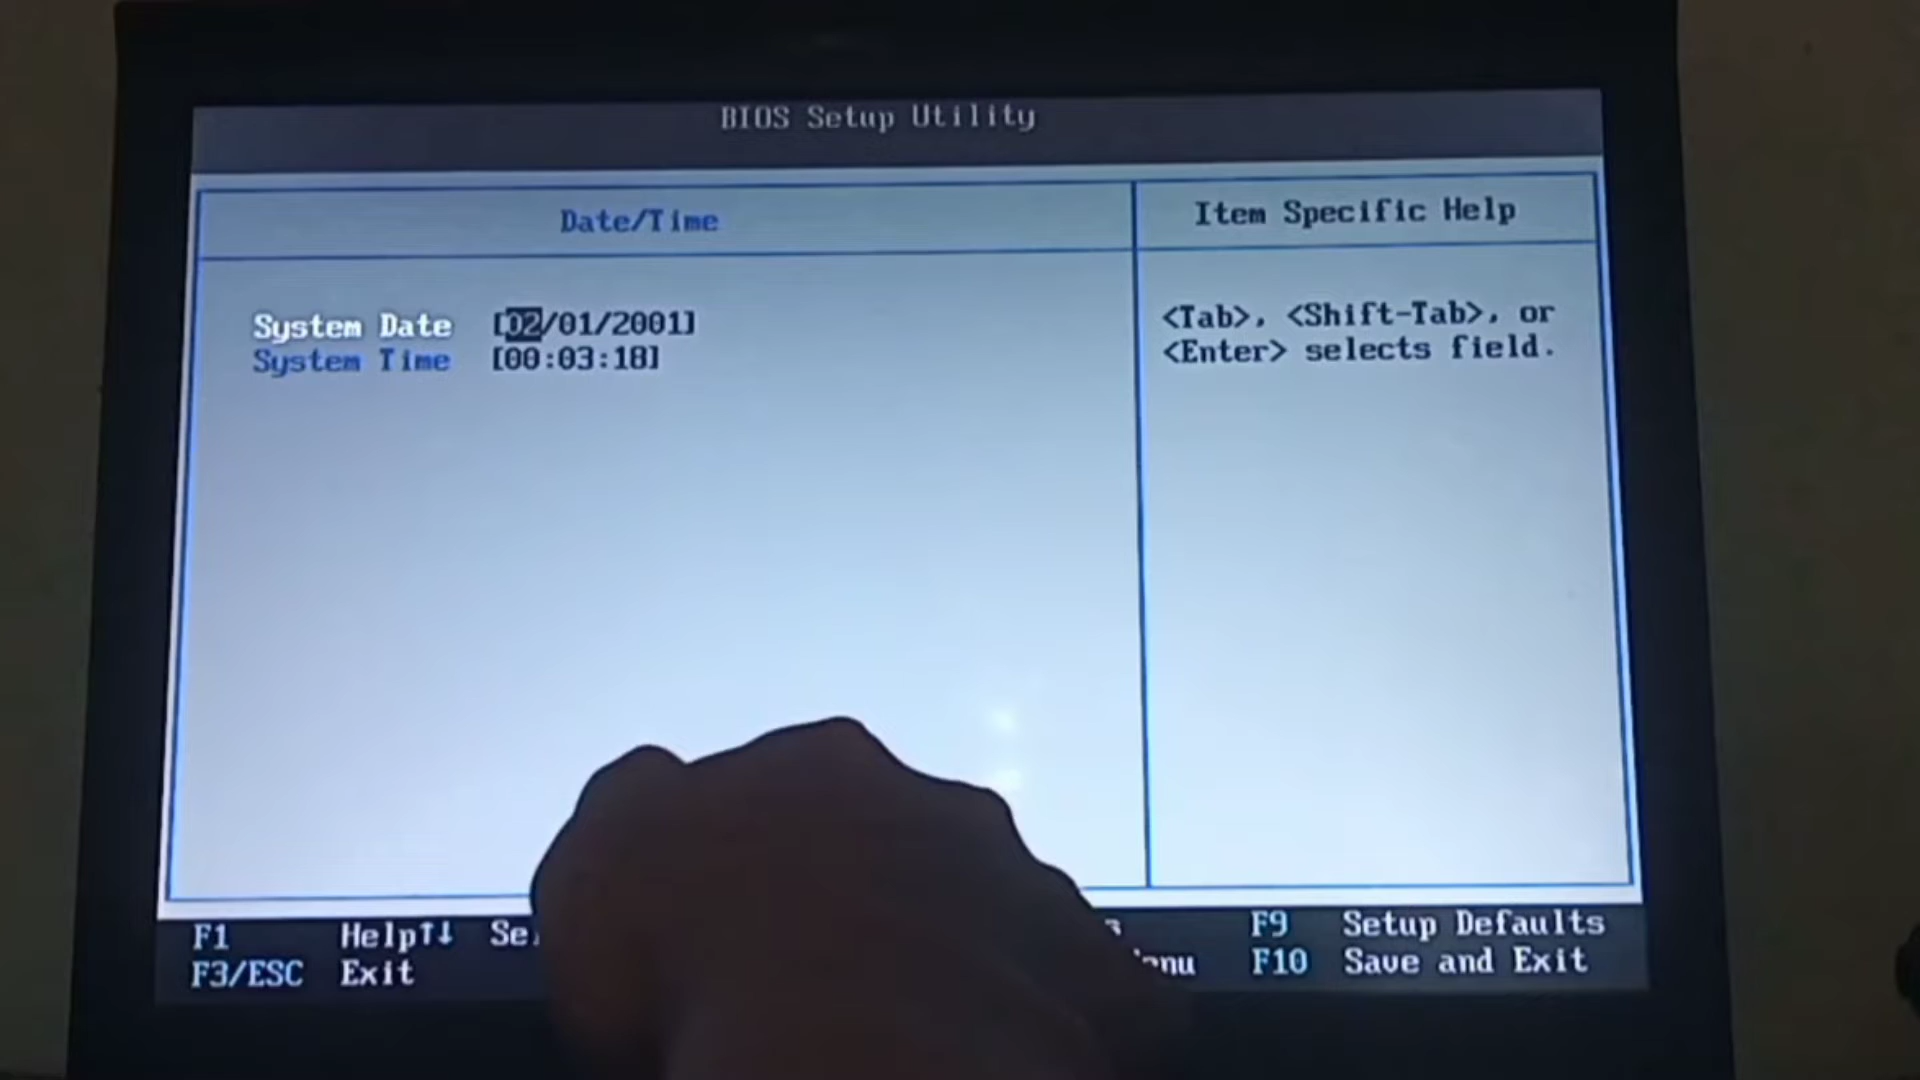 BIOS Setup Utility
Date/Time
System Date [02/01/2001]
System Time [00:03:18]
Item Specific Help
<Tab>, <Shift-Tab>, or
<Enter> selects field.
F1 Help ↑↓ F9 Setup Defaults
F3/ESC Exit F10 Save and Exit